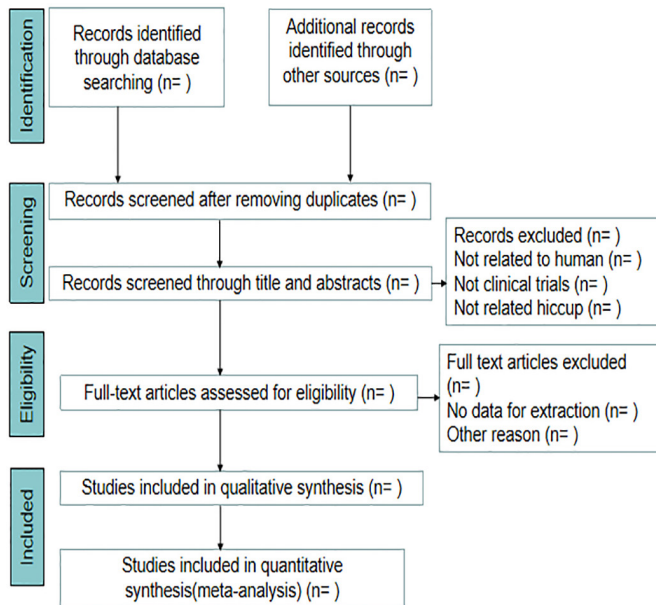 Identification
Records identified
through database
searching (n= )
Additional records
identified through
other sources (n= )
Screening
Records screened after removing duplicates (n= )
Records screened through title and abstracts (n= )
Records excluded (n= )
Not related to human (n= )
Not clinical trials (n= )
Not related hiccup (n= )
Eligibility
Full-text articles assessed for eligibility (n= )
Full text articles excluded
(n= )
No data for extraction (n= )
Other reason (n= )
Included
Studies included in qualitative synthesis (n= )
Studies included in quantitative
synthesis(meta-analysis) (n= )